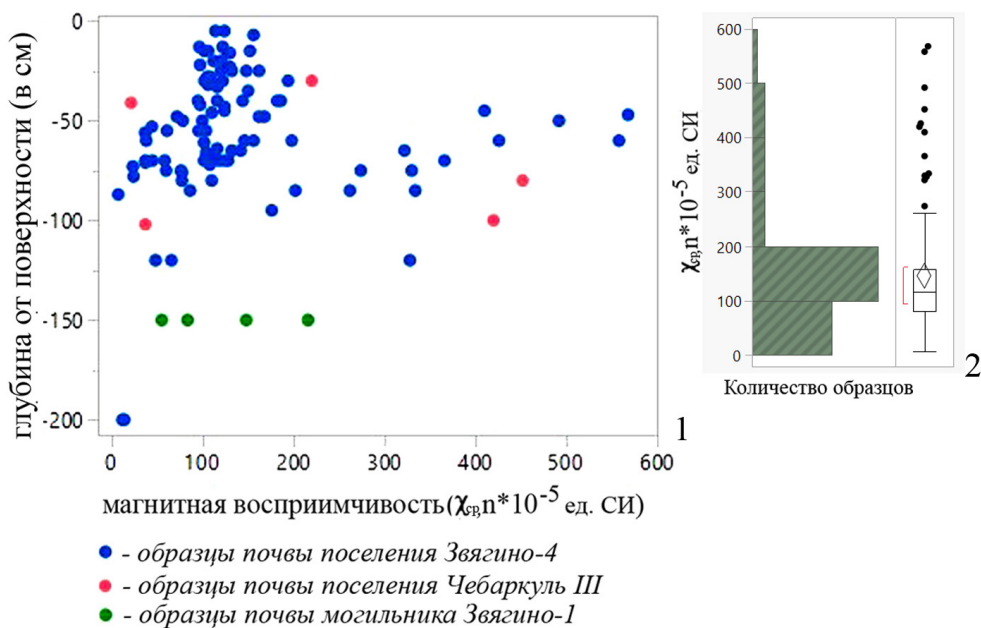 глубина от поверхности (в см)
0
-50
-100
-150
-200
0 100 200 300 400 500 600
магнитная восприимчивость(χср,n*10⁻⁵ ед. СИ)
1
- образцы почвы поселения Звягино-4
- образцы почвы поселения Чебаркуль III
- образцы почвы могильника Звягино-1
χср,n*10⁻⁵ ед. СИ
600
500
400
300
200
100
0
Количество образцов
2